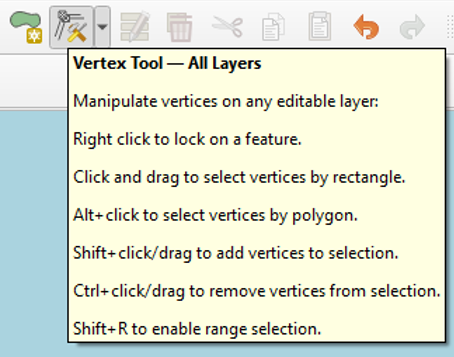 Vertex Tool — All Layers
Manipulate vertices on any editable layer:
Right click to lock on a feature.
Click and drag to select vertices by rectangle.
Alt+click to select vertices by polygon.
Shift+click/drag to add vertices to selection.
Ctrl+click/drag to remove vertices from selection.
Shift+R to enable range selection.